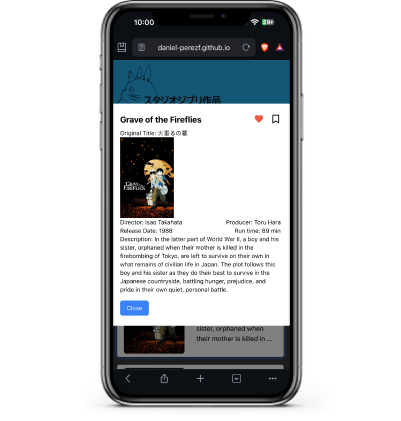 10:00
29+
daniel-perezf.github.io
スタジオジブリ作品
Grave of the Fireflies
Original Title: 火垂るの墓
GRAVE OF THE
FIREFLIES
Director: Isao Takahata
Producer: Toru Hara
Release Date: 1988
Run time: 89 min
Description: In the latter part of World War II, a boy and his
sister, orphaned when their mother is killed in the
firebombing of Tokyo, are left to survive on their own in
what remains of civilian life in Japan. The plot follows this
boy and his sister as they do their best to survive in the
Japanese countryside, battling hunger, prejudice, and
pride in their own quiet, personal battle.
Close
sister, orphaned when
their mother is killed in ...